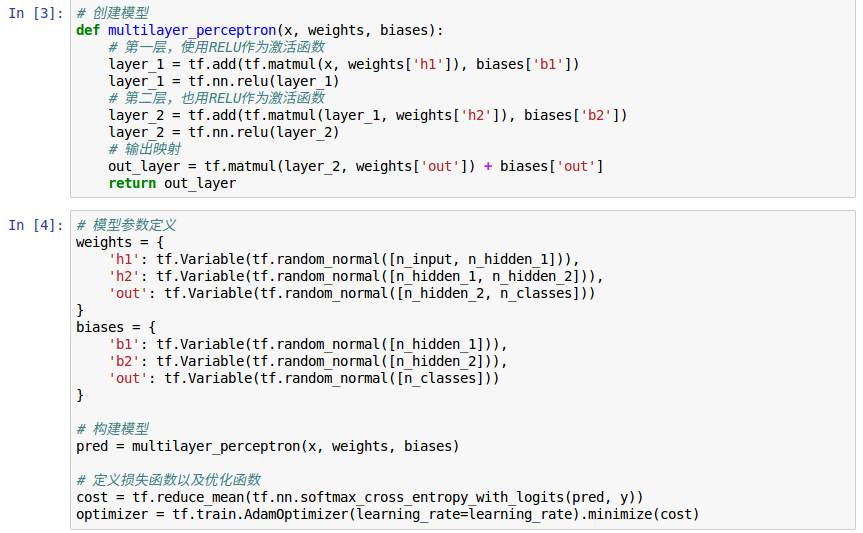 In [3]:
# 创建模型
def multilayer_perceptron(x, weights, biases):
    # 第一层，使用RELU作为激活函数
    layer_1 = tf.add(tf.matmul(x, weights['h1']), biases['b1'])
    layer_1 = tf.nn.relu(layer_1)
    # 第二层，也用RELU作为激活函数
    layer_2 = tf.add(tf.matmul(layer_1, weights['h2']), biases['b2'])
    layer_2 = tf.nn.relu(layer_2)
    # 输出映射
    out_layer = tf.matmul(layer_2, weights['out']) + biases['out']
    return out_layer
In [4]:
# 模型参数定义
weights = {
    'h1': tf.Variable(tf.random_normal([n_input, n_hidden_1])),
    'h2': tf.Variable(tf.random_normal([n_hidden_1, n_hidden_2])),
    'out': tf.Variable(tf.random_normal([n_hidden_2, n_classes]))
}
biases = {
    'b1': tf.Variable(tf.random_normal([n_hidden_1])),
    'b2': tf.Variable(tf.random_normal([n_hidden_2])),
    'out': tf.Variable(tf.random_normal([n_classes]))
}
# 构建模型
pred = multilayer_perceptron(x, weights, biases)
# 定义损失函数以及优化函数
cost = tf.reduce_mean(tf.nn.softmax_cross_entropy_with_logits(pred, y))
optimizer = tf.train.AdamOptimizer(learning_rate=learning_rate).minimize(cost)